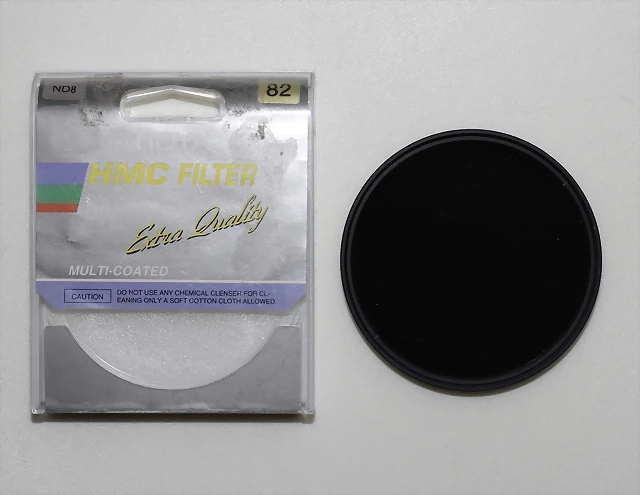 ND8
82
HMC FILTER
Extra Quality
MULTI-COATED
CAUTION
DO NOT USE ANY CHEMICAL CLENSER FOR CL-
EANING ONLY A SOFT COTTON CLOTH ALLOWED.